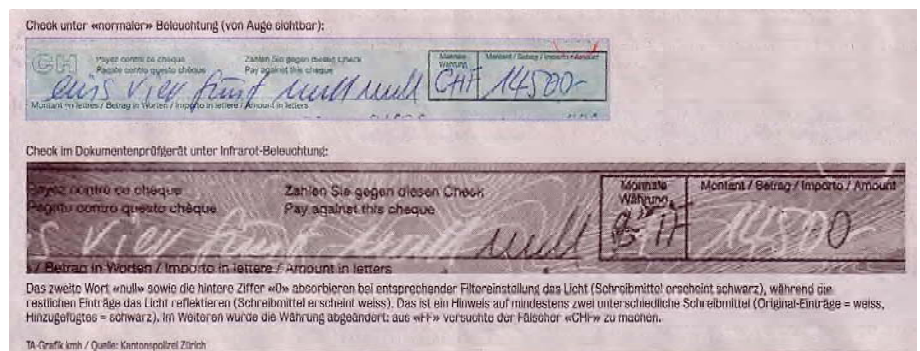 Check unter «normaler» Beleuchtung (von Auge sichtbar):
CH
Payez contre ce chèque
Pagate contro questo chèque
Zahlen Sie gegen diesen Check
Pay against this cheque
Monnaie
Währung
Montant / Betrag / Importo / Amount
eins vier fünf null null
CHF
14500-
Montant en lettres / Betrag in Worten / Importo in lettere / Amount in letters
Check im Dokumentenprüfgerät unter Infrarot-Beleuchtung:
Payez contre ce chèque
Pagate contro questo chèque
Zahlen Sie gegen diesen Check
Pay against this cheque
Monnaie
Währung
Montant / Betrag / Importo / Amount
s vier fünf null null
14500
s / Betrag in Worten / Importo in lettere / Amount in letters
Das zweite Wort «null» sowie die hintere Ziffer «0» absorbieren bei entsprechender Filtereinstellung das Licht (Schreibmittel erscheint schwarz), während die
restlichen Einträge das Licht reflektieren (Schreibmittel erscheint weiss). Das ist ein Hinweis auf mindestens zwei unterschiedliche Schreibmittel (Original-Einträge = weiss,
Hinzugefügtes = schwarz). Im Weiteren wurde die Währung abgeändert: aus «FF» versuchte der Fälscher «CHF» zu machen.
TA-Grafik kmh / Quelle: Kantonspolizei Zürich